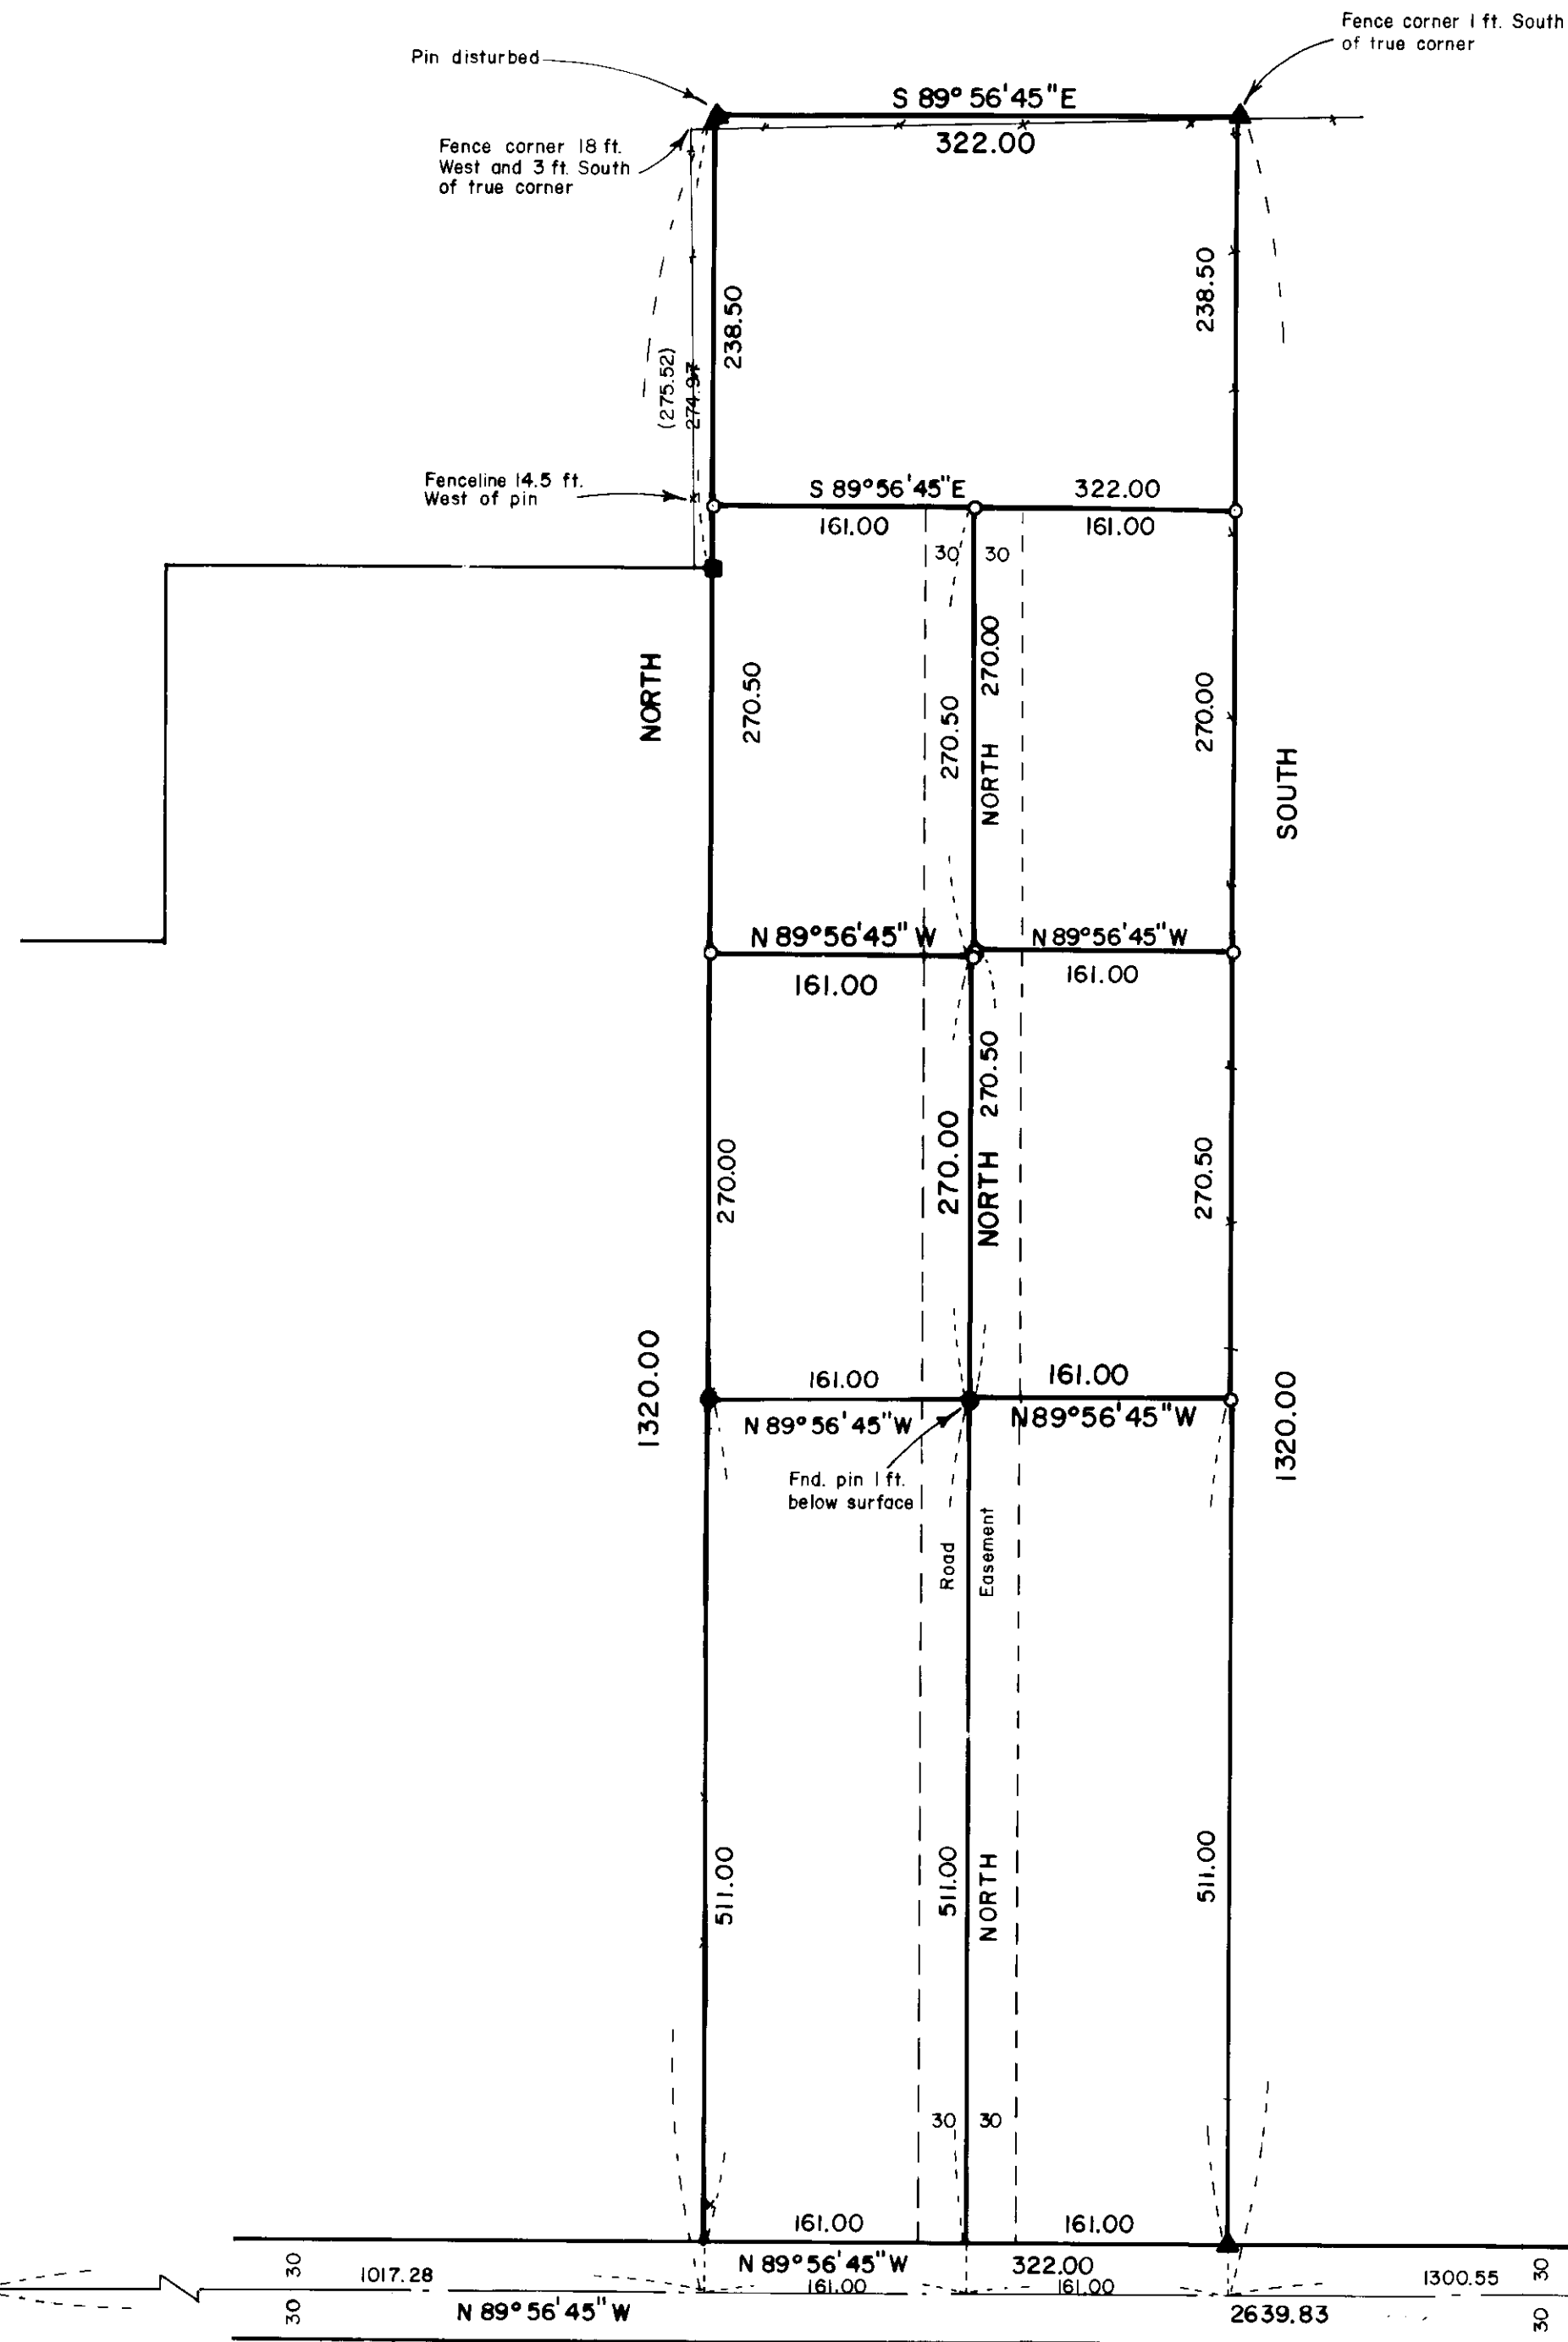 Fence corner 1 ft. South
of true corner
Pin disturbed
S 89° 56' 45" E
322.00
Fence corner 18 ft.
West and 3 ft. South
of true corner
238.50
238.50
(275.52)
274.97
Fenceline 14.5 ft.
West of pin
S 89° 56' 45" E
322.00
161.00
161.00
30
30
NORTH
270.50
270.50
270.00
NORTH
270.00
SOUTH
N 89° 56' 45" W
N 89° 56' 45" W
161.00
161.00
270.00
270.00
270.50
NORTH
270.50
1320.00
161.00
161.00
N 89° 56' 45" W
N 89° 56' 45" W
1320.00
Fnd. pin 1 ft.
below surface
Road
Easement
511.00
511.00
NORTH
511.00
30
30
161.00
161.00
N 89° 56' 45" W
322.00
30
1017.28
161.00
161.00
1300.55
30
30
N 89° 56' 45" W
2639.83
30